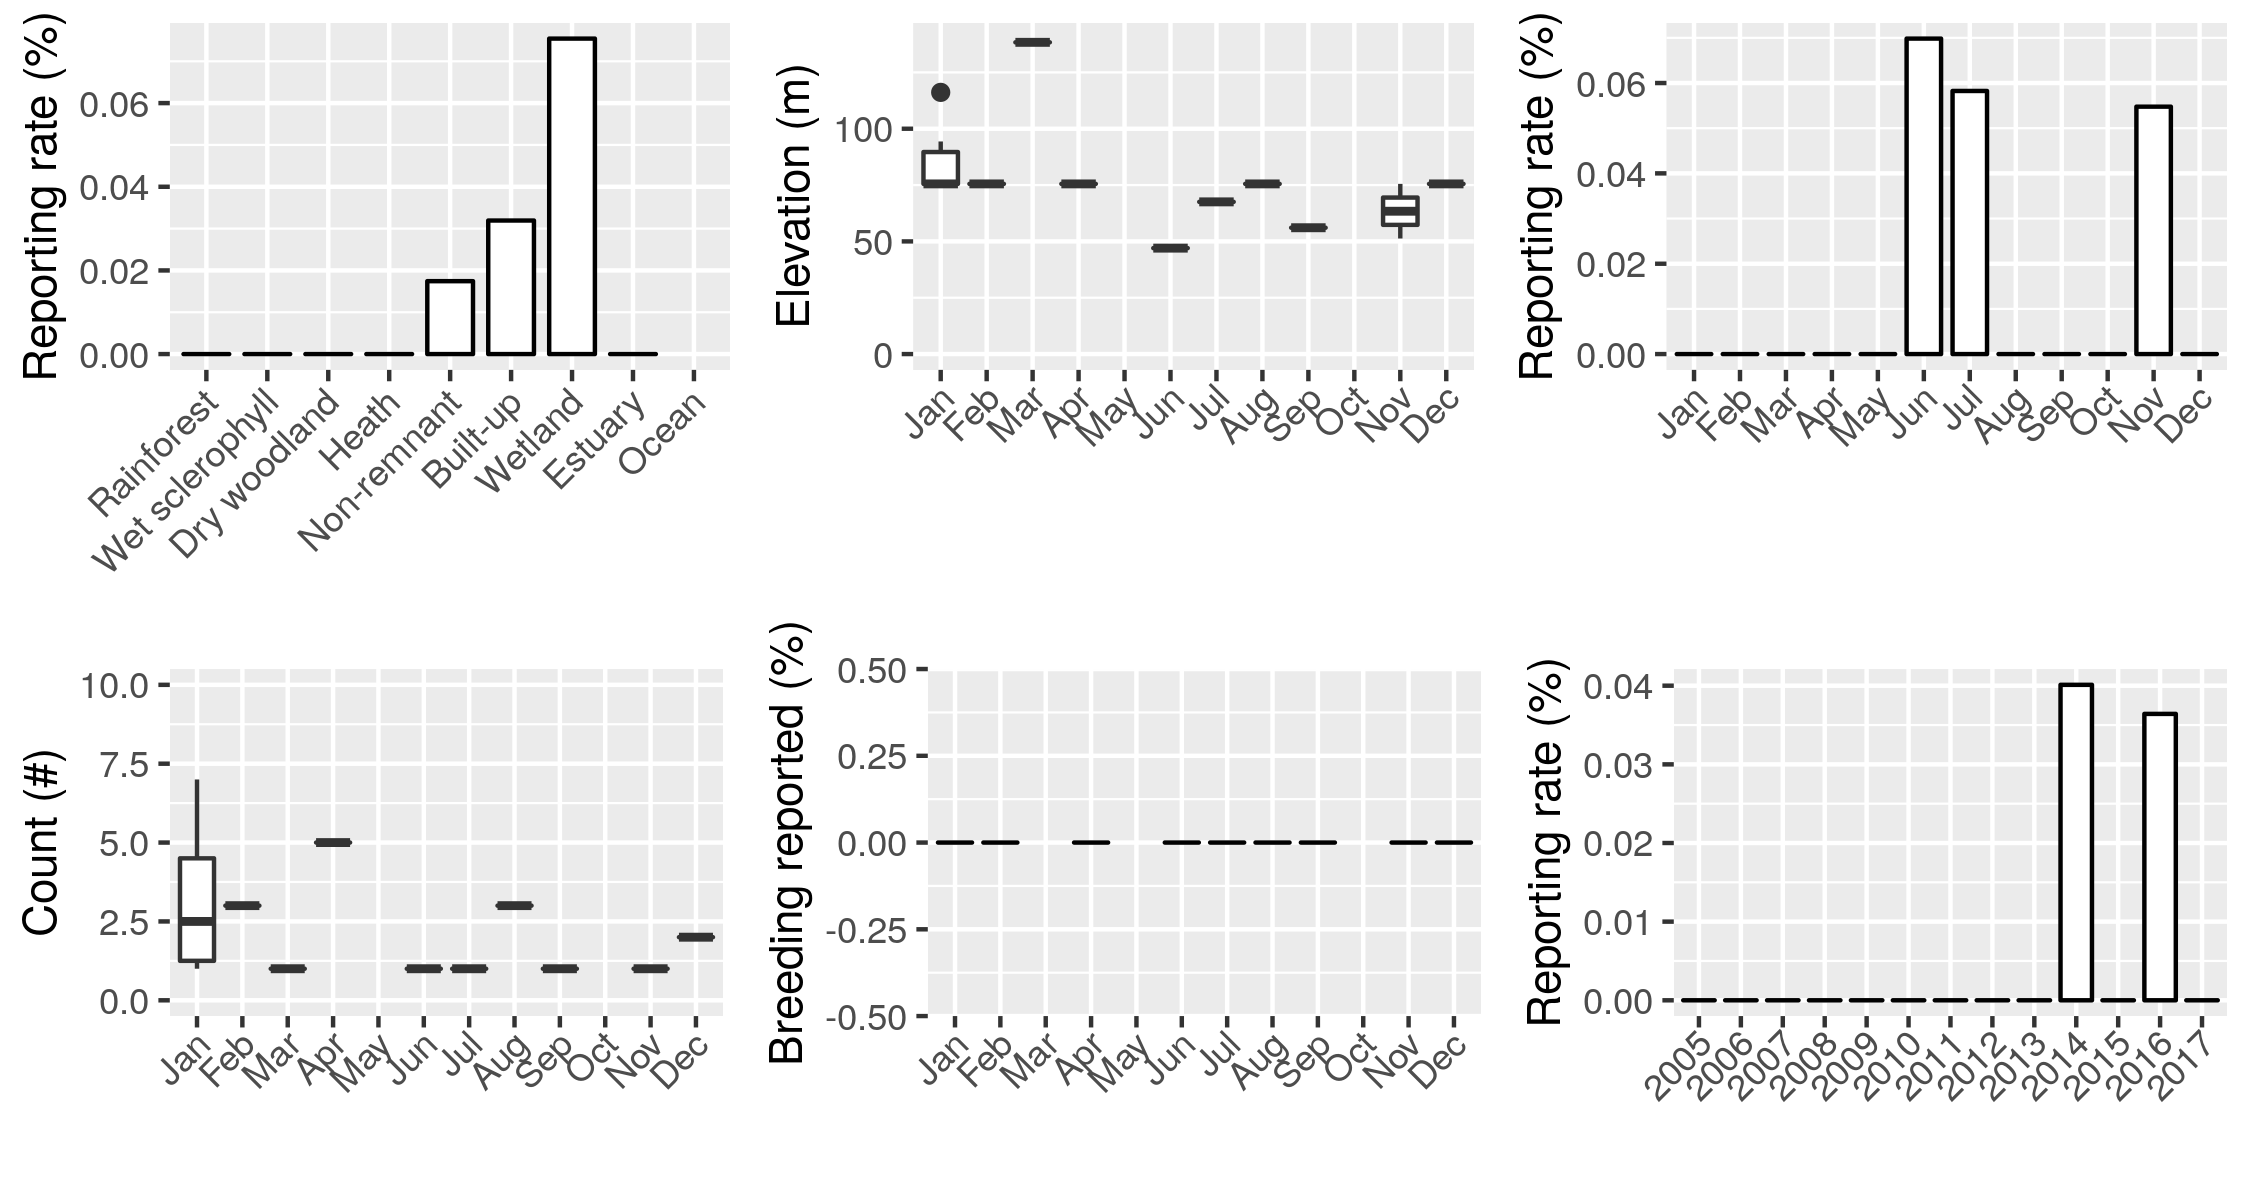 Reporting rate (%)
0.06
0.04
0.02
0.00
Rainforest
Wet sclerophyll
Dry woodland
Heath
Non-remnant
Built-up
Wetland
Estuary
Ocean
Elevation (m)
100
50
0
Jan Feb Mar Apr May Jun Jul Aug Sep Oct Nov Dec
Reporting rate (%)
0.06
0.04
0.02
0.00
Jan Feb Mar Apr May Jun Jul Aug Sep Oct Nov Dec
Count (#)
10.0
7.5
5.0
2.5
0.0
Jan Feb Mar Apr May Jun Jul Aug Sep Oct Nov Dec
Breeding reported (%)
0.50
0.25
0.00
-0.25
-0.50
Jan Feb Mar Apr May Jun Jul Aug Sep Oct Nov Dec
Reporting rate (%)
0.04
0.03
0.02
0.01
0.00
2005 2006 2007 2008 2009 2010 2011 2012 2013 2014 2015 2016 2017